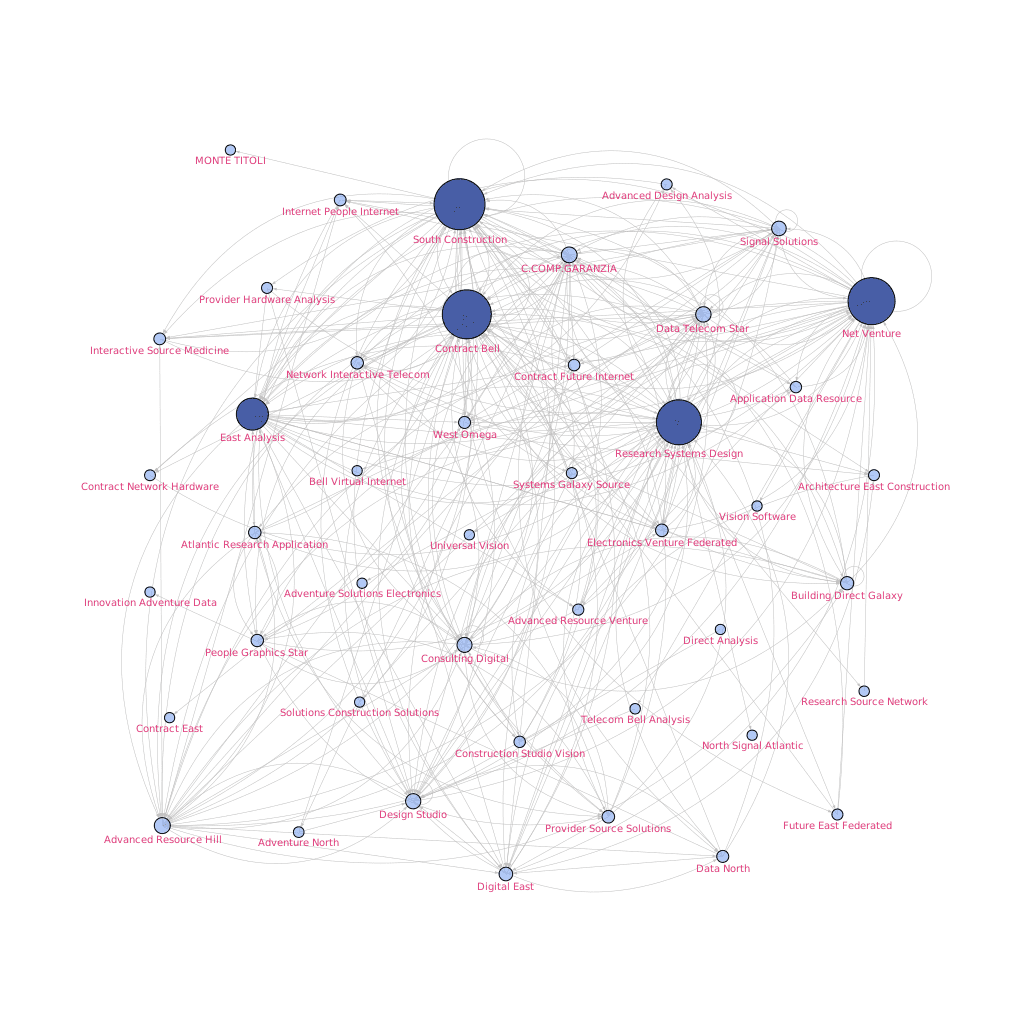 MONTE TITOLI
Advanced Design Analysis
Internet People Internet
South Construction
Signal Solutions
C.COMP.GARANZIA
Provider Hardware Analysis
Data Telecom Star
Net Venture
Contract Bell
Interactive Source Medicine
Network Interactive Telecom
Contract Future Internet
Application Data Resource
East Analysis
West Omega
Research Systems Design
Contract Network Hardware
Bell Virtual Internet
Systems Galaxy Source
Architecture East Construction
Vision Software
Atlantic Research Application
Universal Vision
Electronics Venture Federated
Innovation Adventure Data
Adventure Solutions Electronics
Building Direct Galaxy
Advanced Resource Venture
Direct Analysis
People Graphics Star
Consulting Digital
Research Source Network
Contract East
Solutions Construction Solutions
Telecom Bell Analysis
North Signal Atlantic
Construction Studio Vision
Design Studio
Provider Source Solutions
Future East Federated
Advanced Resource Hill
Adventure North
Data North
Digital East